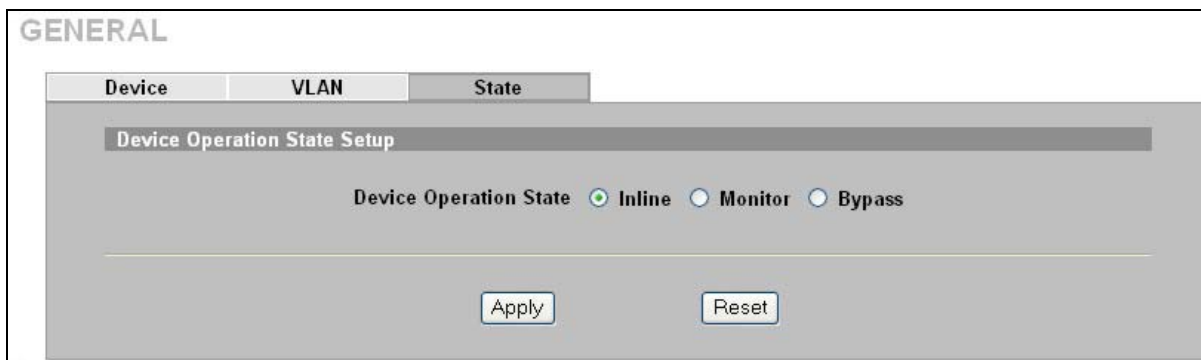 GENERAL
Device VLAN State
Device Operation State Setup
Device Operation State Inline Monitor Bypass
Apply Reset